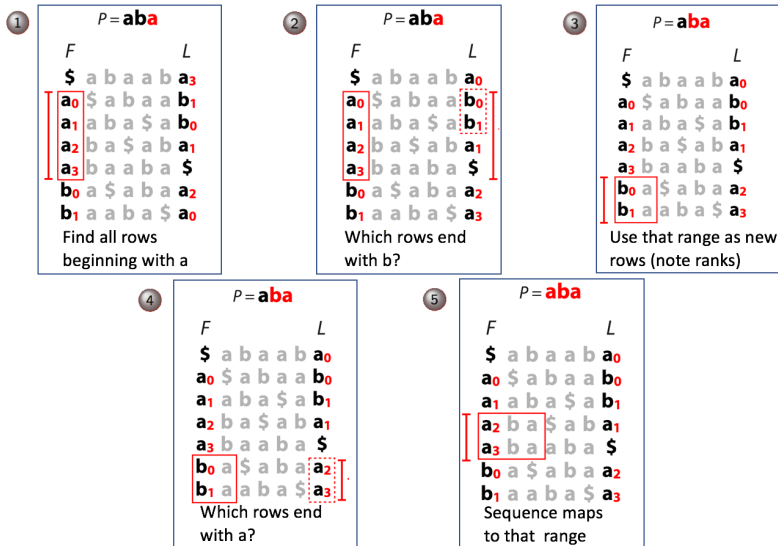 1
P = aba
F L
$ a b a a b a3
a0 $ a b a a b1
a1 a b a $ a b0
a2 b a $ a b a1
a3 b a a b a $
b0 a $ a b a a2
b1 a a b a $ a0
Find all rows
beginning with a
2
P = aba
F L
$ a b a a b a0
a0 $ a b a a b0
a1 a b a $ a b1
a2 b a $ a b a1
a3 b a a b a $
b0 a $ a b a a2
b1 a a b a $ a3
Which rows end
with b?
3
P = aba
F L
$ a b a a b a0
a0 $ a b a a b0
a1 a b a $ a b1
a2 b a $ a b a1
a3 b a a b a $
b0 a $ a b a a2
b1 a a b a $ a3
Use that range as new
rows (note ranks)
4
P = aba
F L
$ a b a a b a0
a0 $ a b a a b0
a1 a b a $ a b1
a2 b a $ a b a1
a3 b a a b a $
b0 a $ a b a a2
b1 a a b a $ a3
Which rows end
with a?
5
P = aba
F L
$ a b a a b a0
a0 $ a b a a b0
a1 a b a $ a b1
a2 b a $ a b a1
a3 b a a b a $
b0 a $ a b a a2
b1 a a b a $ a3
Sequence maps
to that range